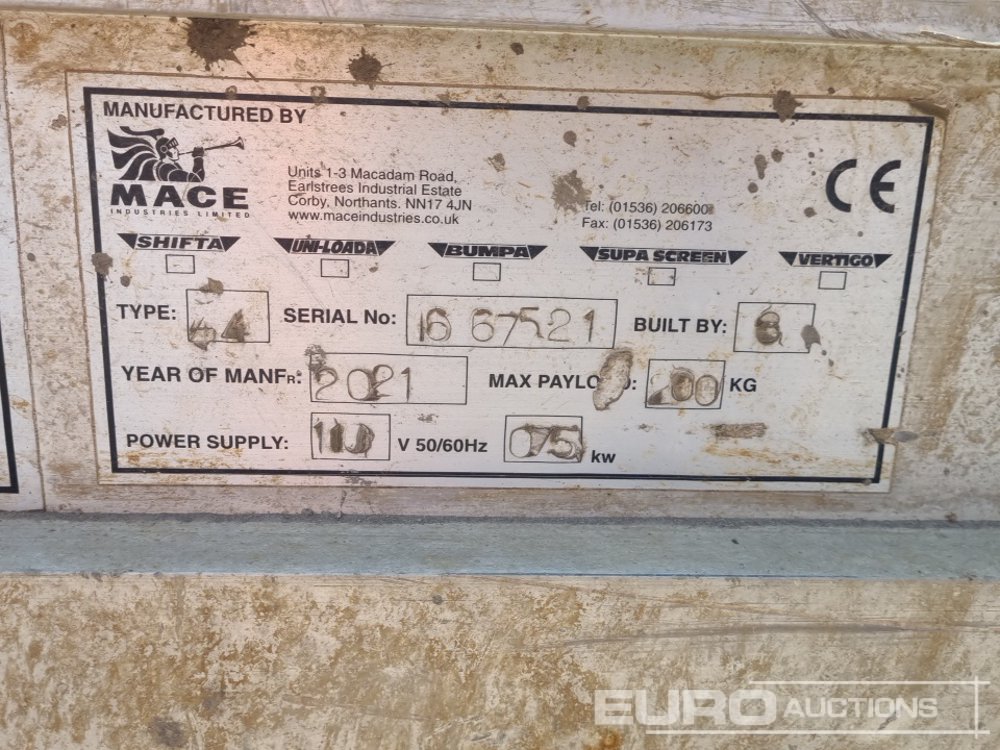 MANUFACTURED BY
MACE
INDUSTRIES LIMITED
Units 1-3 Macadam Road,
Earlstrees Industrial Estate
Corby, Northants. NN17 4JN
www.maceindustries.co.uk
Tel: (01536) 206600
Fax: (01536) 206173
CE
SHIFTA UNI-LOADA BUMPA SUPA SCREEN VERTIGO
TYPE: SERIAL No: 16 67521 BUILT BY:
YEAR OF MANFR: 2021 MAX 200 KG
POWER SUPPLY: 110 V 50/60Hz 075 kw
EURO AUCTIONS